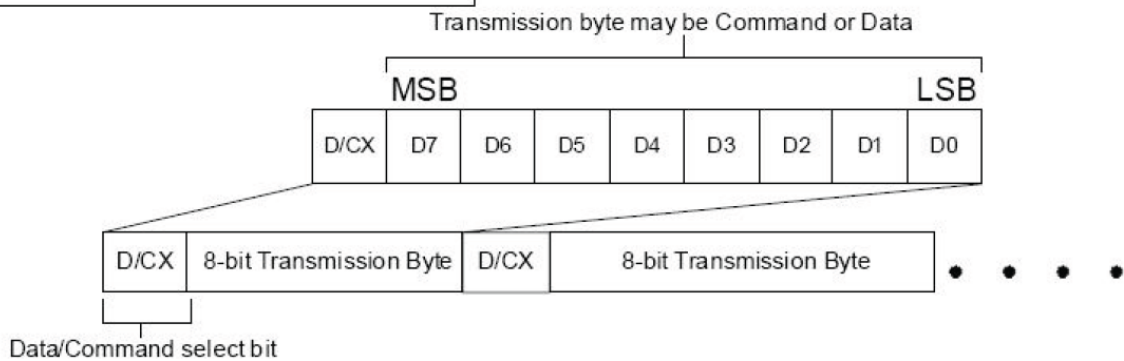 Transmission byte may be Command or Data
MSB LSB
D/CX D7 D6 D5 D4 D3 D2 D1 D0
D/CX 8-bit Transmission Byte D/CX 8-bit Transmission Byte
Data/Command select bit